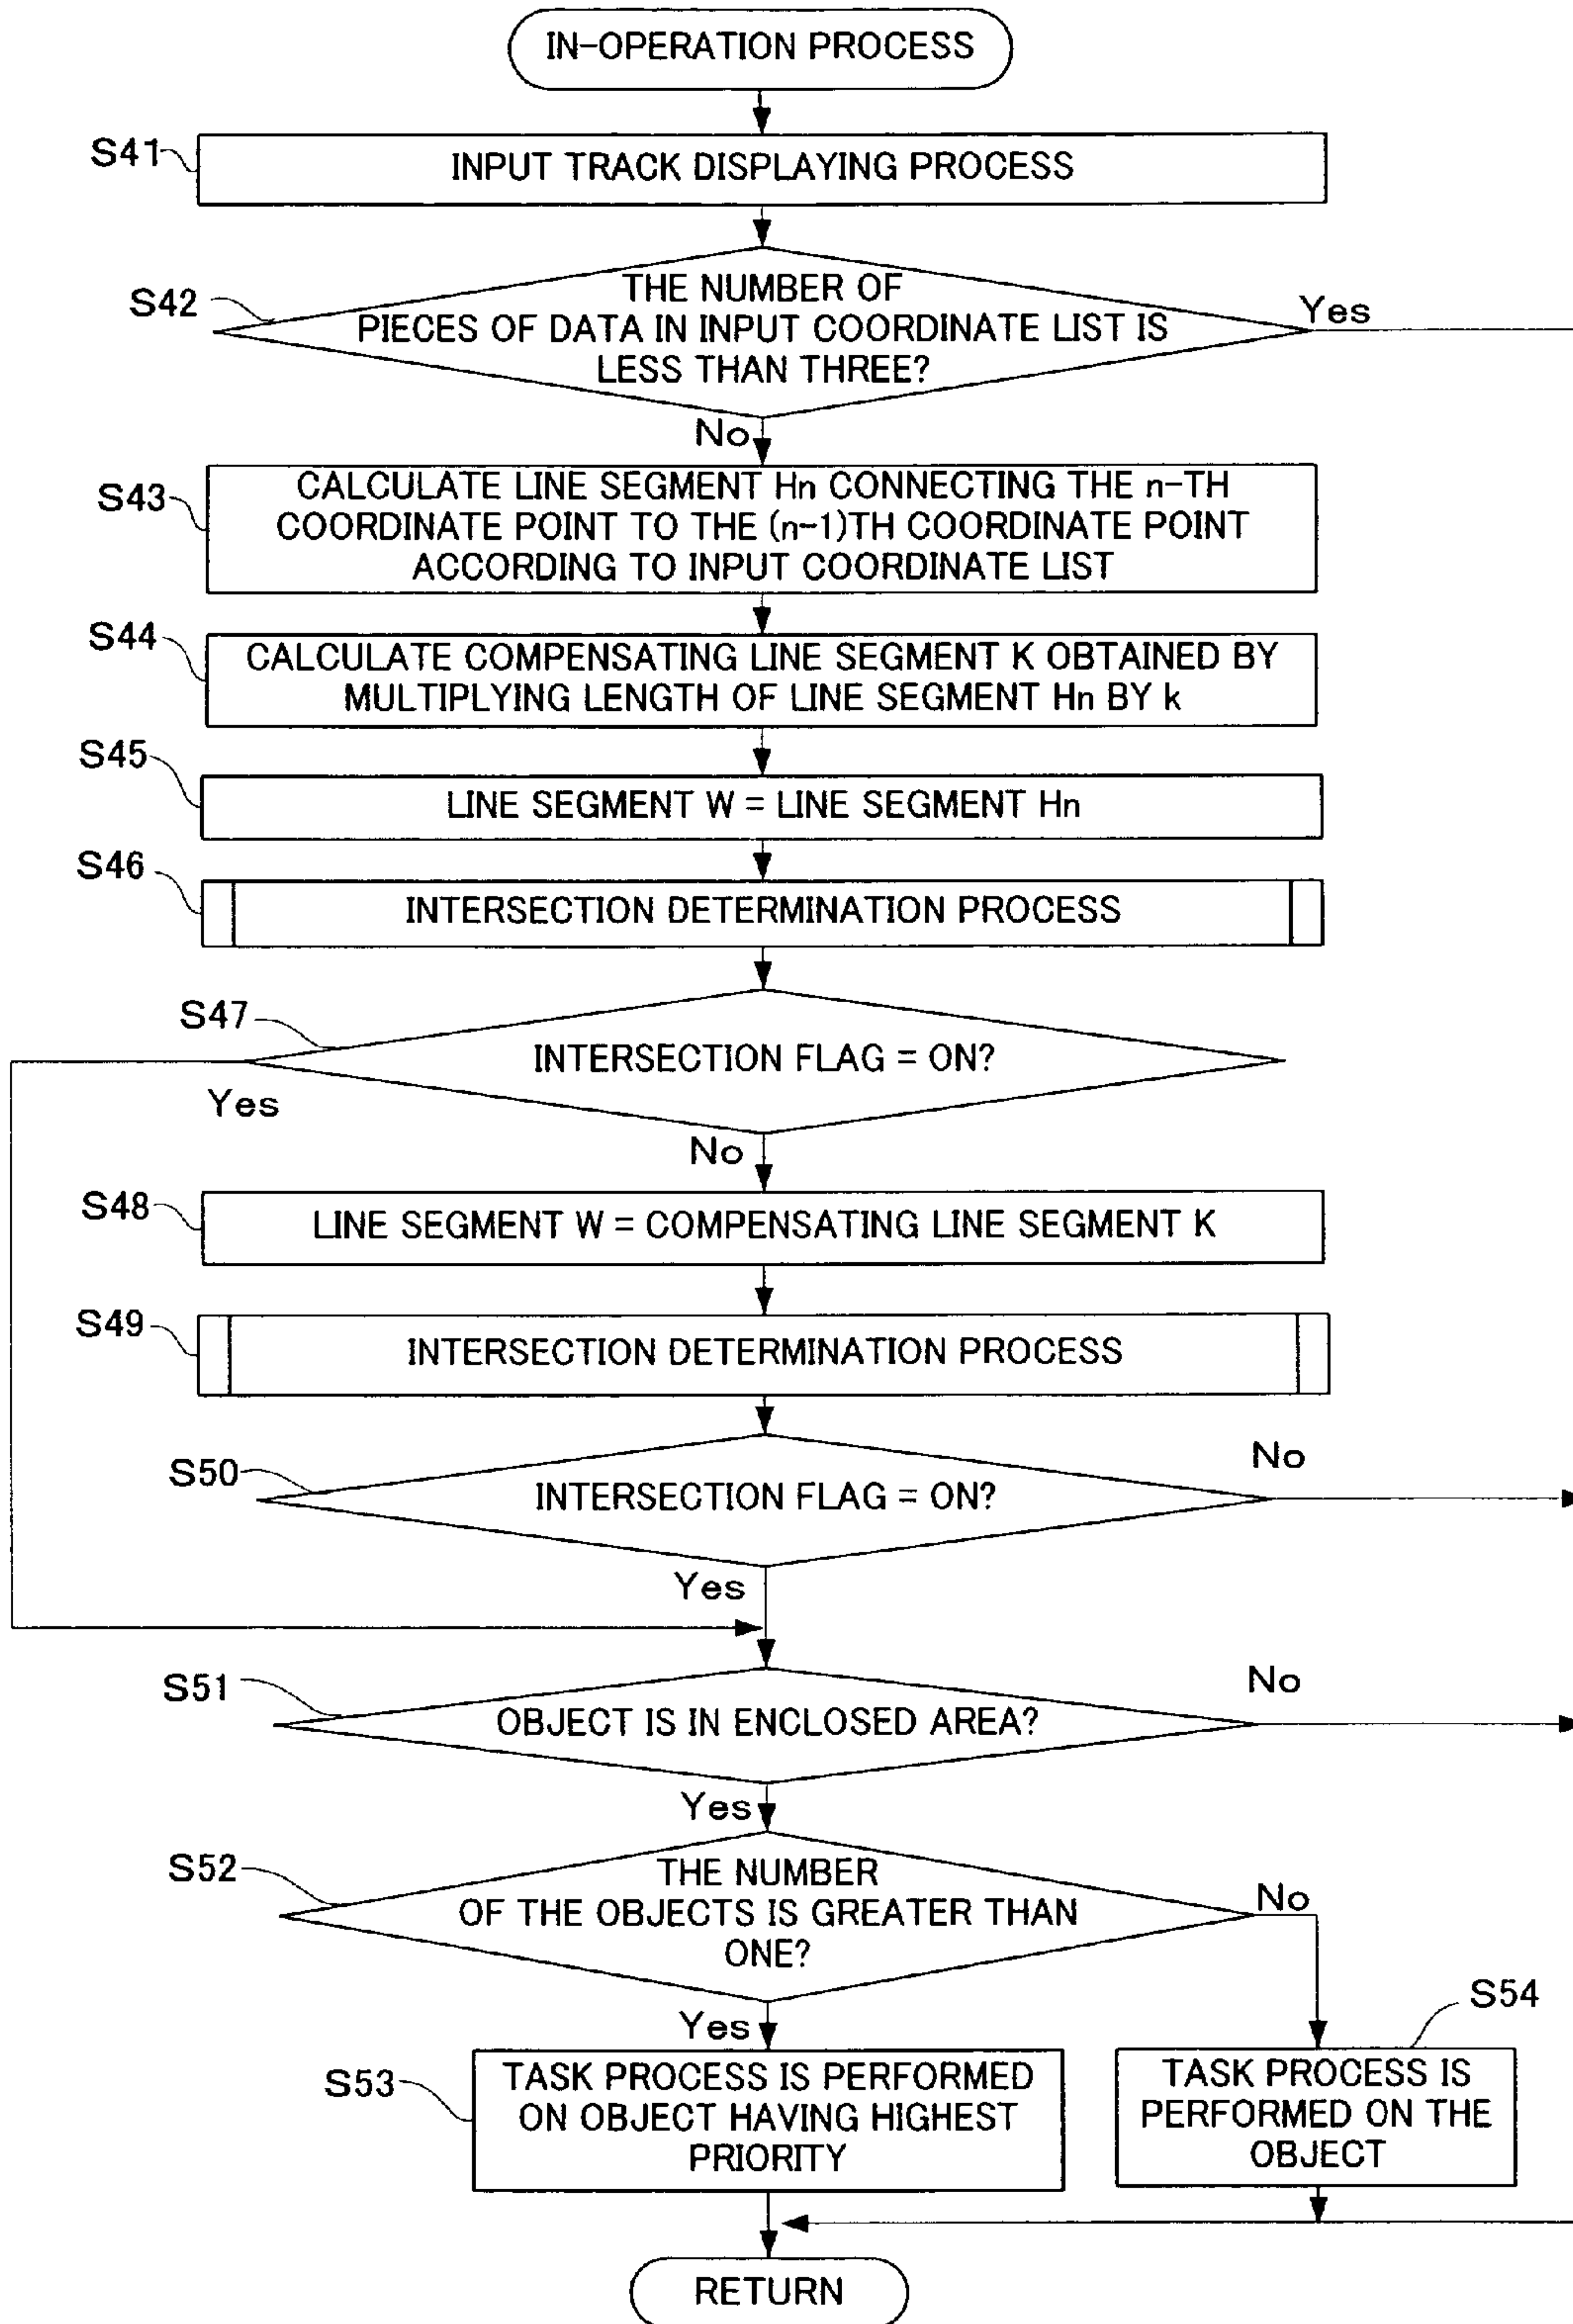 IN-OPERATION PROCESS
S41
INPUT TRACK DISPLAYING PROCESS
S42
THE NUMBER OF
PIECES OF DATA IN INPUT COORDINATE LIST IS
LESS THAN THREE?
Yes
No
S43
CALCULATE LINE SEGMENT Hn CONNECTING THE n-TH
COORDINATE POINT TO THE (n-1)TH COORDINATE POINT
ACCORDING TO INPUT COORDINATE LIST
S44
CALCULATE COMPENSATING LINE SEGMENT K OBTAINED BY
MULTIPLYING LENGTH OF LINE SEGMENT Hn BY k
S45
LINE SEGMENT W = LINE SEGMENT Hn
S46
INTERSECTION DETERMINATION PROCESS
S47
INTERSECTION FLAG = ON?
Yes
No
S48
LINE SEGMENT W = COMPENSATING LINE SEGMENT K
S49
INTERSECTION DETERMINATION PROCESS
S50
INTERSECTION FLAG = ON?
No
Yes
S51
OBJECT IS IN ENCLOSED AREA?
No
Yes
S52
THE NUMBER
OF THE OBJECTS IS GREATER THAN
ONE?
No
Yes
S53
TASK PROCESS IS PERFORMED
ON OBJECT HAVING HIGHEST
PRIORITY
S54
TASK PROCESS IS
PERFORMED ON THE
OBJECT
RETURN